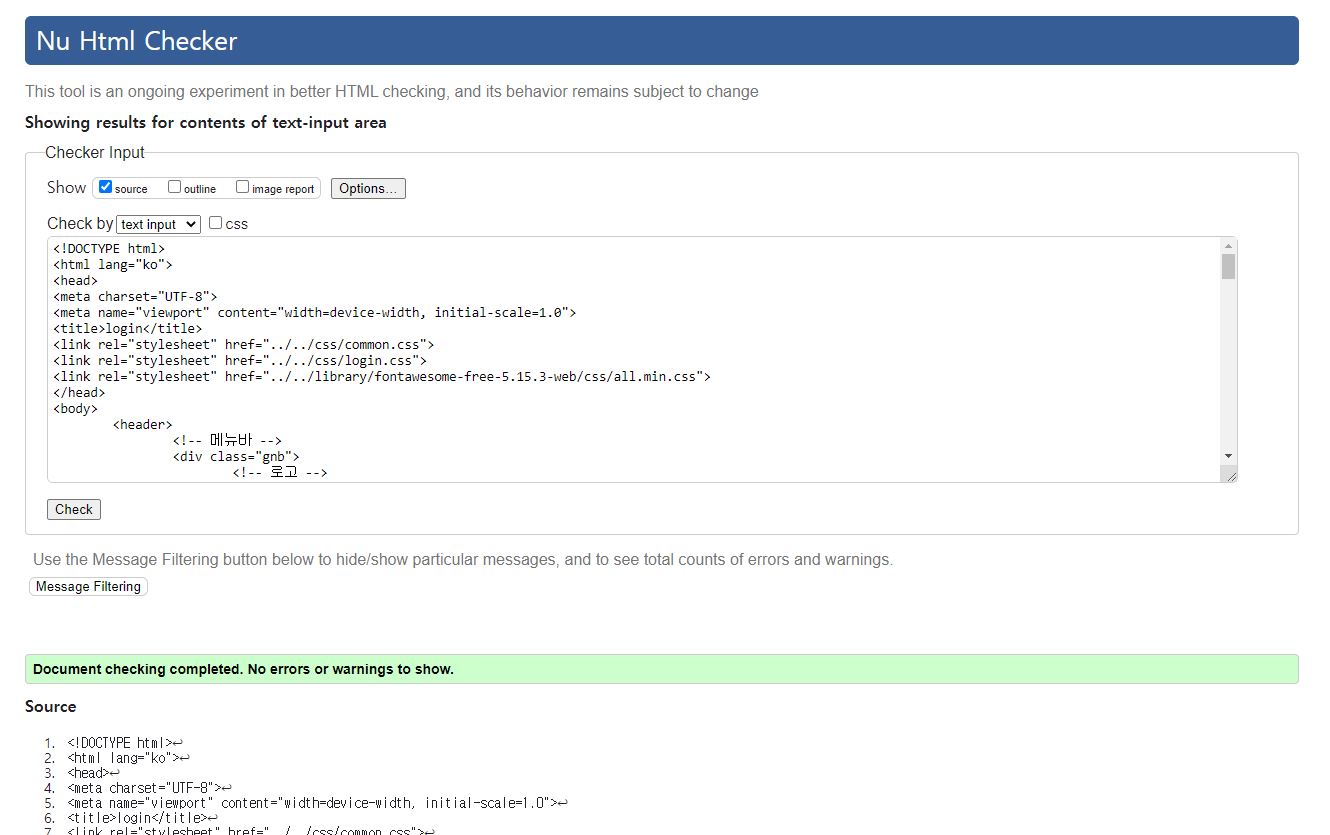 Nu Html Checker
This tool is an ongoing experiment in better HTML checking, and its behavior remains subject to change
Showing results for contents of text-input area
Checker Input
Show source outline image report Options...
Check by text input css
<!DOCTYPE html>
<html lang="ko">
<head>
<meta charset="UTF-8">
<meta name="viewport" content="width=device-width, initial-scale=1.0">
<title>login</title>
<link rel="stylesheet" href="../../css/common.css">
<link rel="stylesheet" href="../../css/login.css">
<link rel="stylesheet" href="../../library/fontawesome-free-5.15.3-web/css/all.min.css">
</head>
<body>
<header>
<!-- 메뉴바 -->
<div class="gnb">
<!-- 로고 -->
Check
Use the Message Filtering button below to hide/show particular messages, and to see total counts of errors and warnings.
Message Filtering
Document checking completed. No errors or warnings to show.
Source
1. <!DOCTYPE html>↩
2. <html lang="ko">↩
3. <head>↩
4. <meta charset="UTF-8">↩
5. <meta name="viewport" content="width=device-width, initial-scale=1.0">↩
6. <title>login</title>↩
7. <link rel="stylesheet" href="../../css/common.css">↩